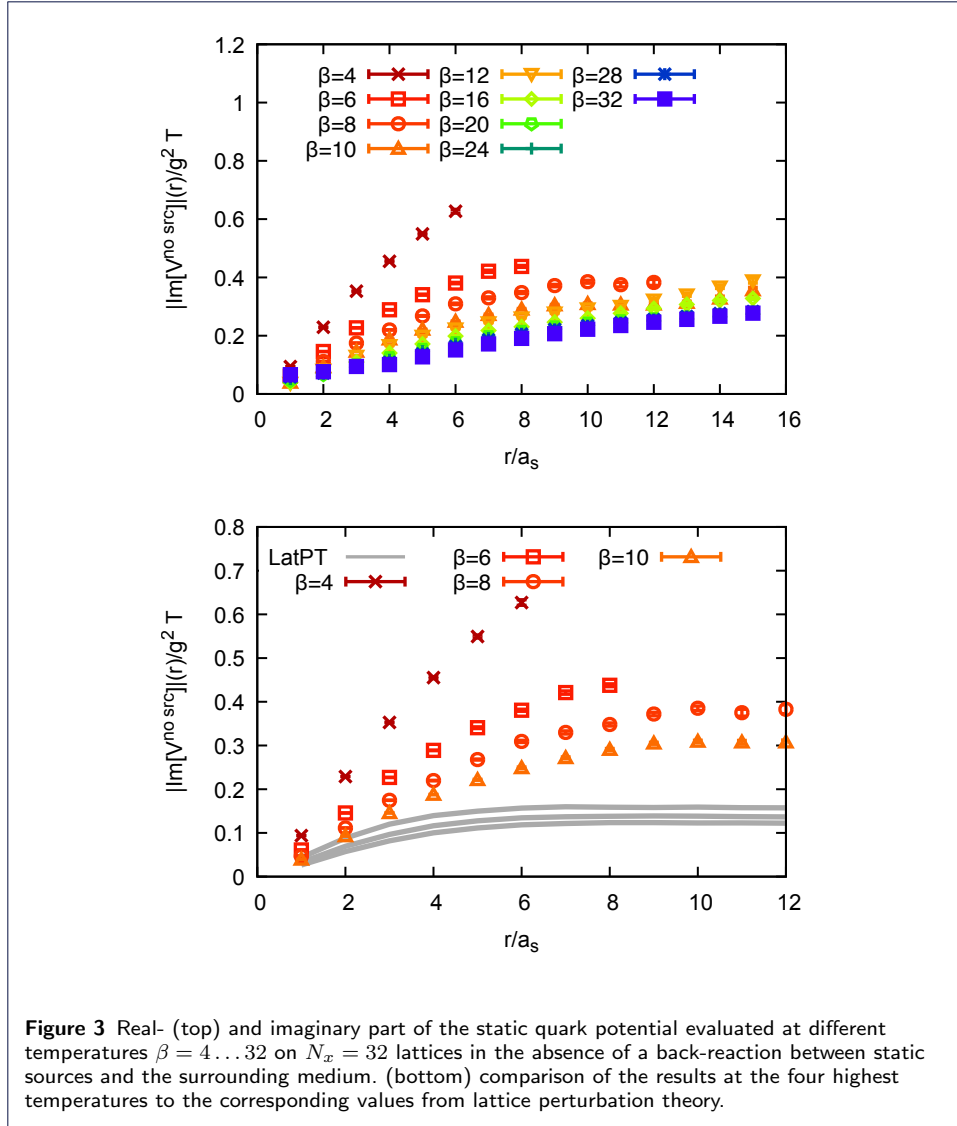 1.2
1
0.8
0.6
0.4
0.2
0
|Im[V^no src]|(r)/g^2 T
β=4
β=6
β=8
β=10
β=12
β=16
β=20
β=24
β=28
β=32
0 2 4 6 8 10 12 14 16
r/a_s
0.8
0.7
0.6
0.5
0.4
0.3
0.2
0.1
0
|Im[V^no src]|(r)/g^2 T
LatPT
β=4
β=6
β=8
β=10
0 2 4 6 8 10 12
r/a_s
Figure 3 Real- (top) and imaginary part of the static quark potential evaluated at different
temperatures β = 4 . . . 32 on N_x = 32 lattices in the absence of a back-reaction between static
sources and the surrounding medium. (bottom) comparison of the results at the four highest
temperatures to the corresponding values from lattice perturbation theory.